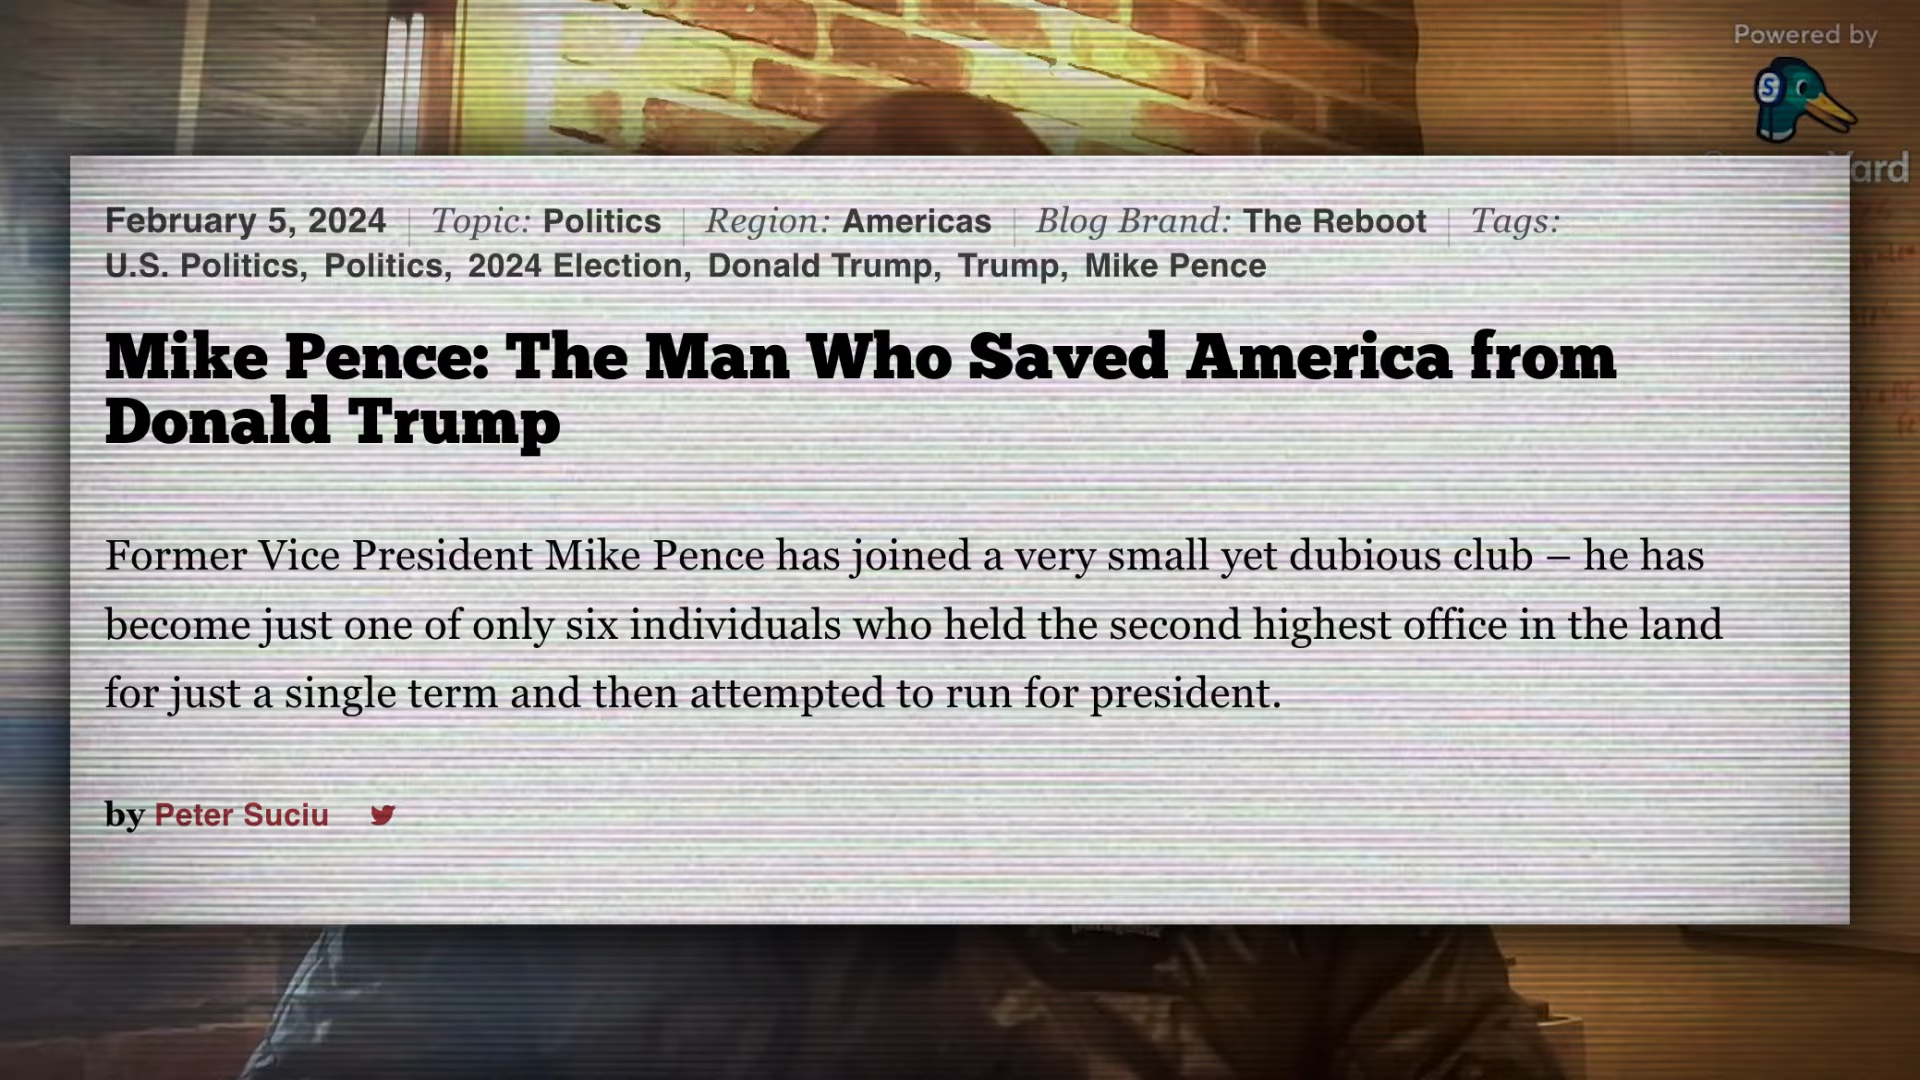 Powered by
ard
February 5, 2024 | Topic: Politics | Region: Americas | Blog Brand: The Reboot | Tags:
U.S. Politics, Politics, 2024 Election, Donald Trump, Trump, Mike Pence
Mike Pence: The Man Who Saved America from
Donald Trump
Former Vice President Mike Pence has joined a very small yet dubious club – he has
become just one of only six individuals who held the second highest office in the land
for just a single term and then attempted to run for president.
by Peter Suciu